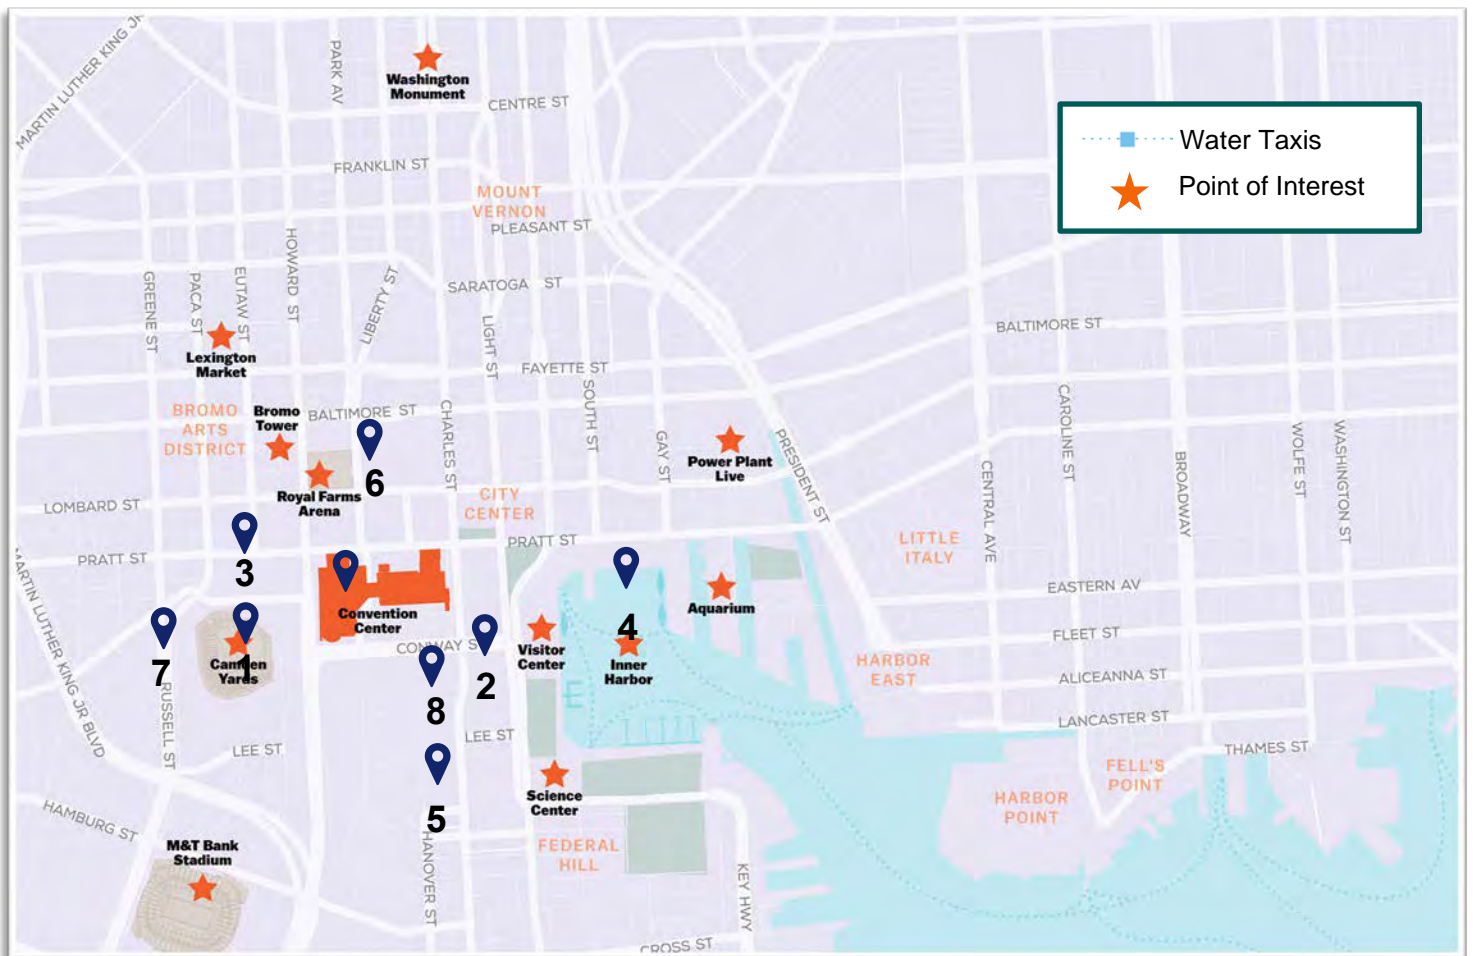 MARTIN LUTHER KING JR
PARK AV
Washington
Monument
CENTRE ST
Water Taxis
Point of Interest
FRANKLIN ST
MOUNT
VERNON
PLEASANT ST
HOWARD ST
GREENE ST
PACA ST
EUTAW ST
LIBERTY ST
SARATOGA ST
LIGHT ST
BALTIMORE ST
Lexington
Market
FAYETTE ST
SOUTH ST
CAROLINE ST
BROMO
ARTS
DISTRICT
Bromo
Tower
BALTIMORE ST
CHARLES ST
GAY ST
Power Plant
Live
PRESIDENT ST
CENTRAL AVE
BROADWAY
WOLFE ST
WASHINGTON ST
6
Royal Farms
Arena
CITY
CENTER
LOMBARD ST
PRATT ST
3
PRATT ST
LITTLE
ITALY
MARTIN LUTHER KING JR BLVD
Convention
Center
4
Aquarium
EASTERN AV
7
1
Camden
Yards
CONWAY S
2
Visitor
Center
Inner
Harbor
HARBOR
EAST
FLEET ST
ALICEANNA ST
8
RUSSELL ST
LEE ST
LEE ST
LANCASTER ST
THAMES ST
5
Science
Center
FELL'S
POINT
HARBOR
POINT
HAMBURG ST
M&T Bank
Stadium
HANOVER ST
FEDERAL
HILL
KEY HWY
CROSS ST